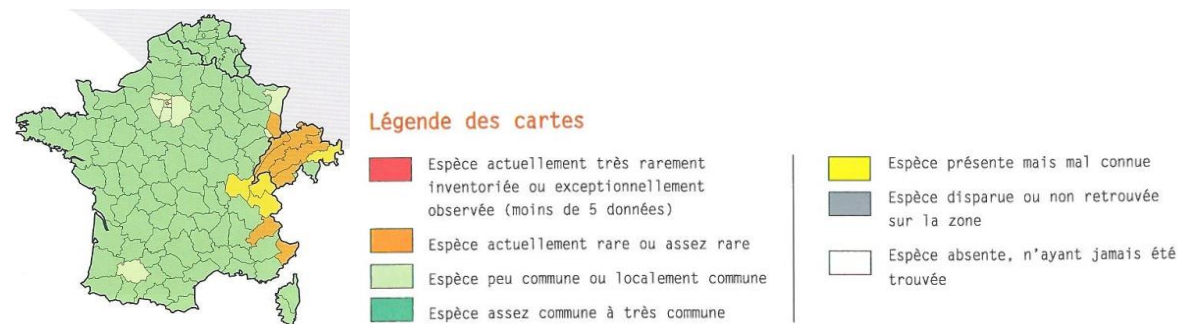 Légende des cartes
Espèce actuellement très rarement
inventoriée ou exceptionnellement
observée (moins de 5 données)
Espèce actuellement rare ou assez rare
Espèce peu commune ou localement commune
Espèce assez commune à très commune
Espèce présente mais mal connue
Espèce disparue ou non retrouvée
sur la zone
Espèce absente, n'ayant jamais été
trouvée